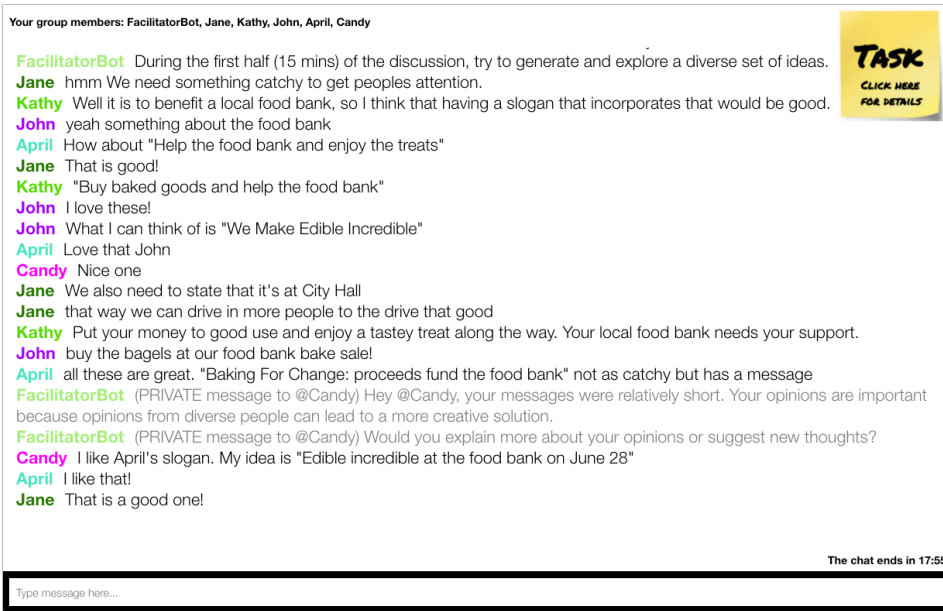 Your group members: FacilitatorBot, Jane, Kathy, John, April, Candy
TASK
CLICK HERE
FOR DETAILS
FacilitatorBot During the first half (15 mins) of the discussion, try to generate and explore a diverse set of ideas.
Jane hmm We need something catchy to get peoples attention.
Kathy Well it is to benefit a local food bank, so I think that having a slogan that incorporates that would be good.
John yeah something about the food bank
April How about "Help the food bank and enjoy the treats"
Jane That is good!
Kathy "Buy baked goods and help the food bank"
John I love these!
John What I can think of is "We Make Edible Incredible"
April Love that John
Candy Nice one
Jane We also need to state that it's at City Hall
Jane that way we can drive in more people to the drive that good
Kathy Put your money to good use and enjoy a tastey treat along the way. Your local food bank needs your support.
John buy the bagels at our food bank bake sale!
April all these are great. "Baking For Change: proceeds fund the food bank" not as catchy but has a message
FacilitatorBot (PRIVATE message to @Candy) Hey @Candy, your messages were relatively short. Your opinions are important
because opinions from diverse people can lead to a more creative solution.
FacilitatorBot (PRIVATE message to @Candy) Would you explain more about your opinions or suggest new thoughts?
Candy I like April's slogan. My idea is "Edible incredible at the food bank on June 28"
April I like that!
Jane That is a good one!
The chat ends in 17:55
Type message here...